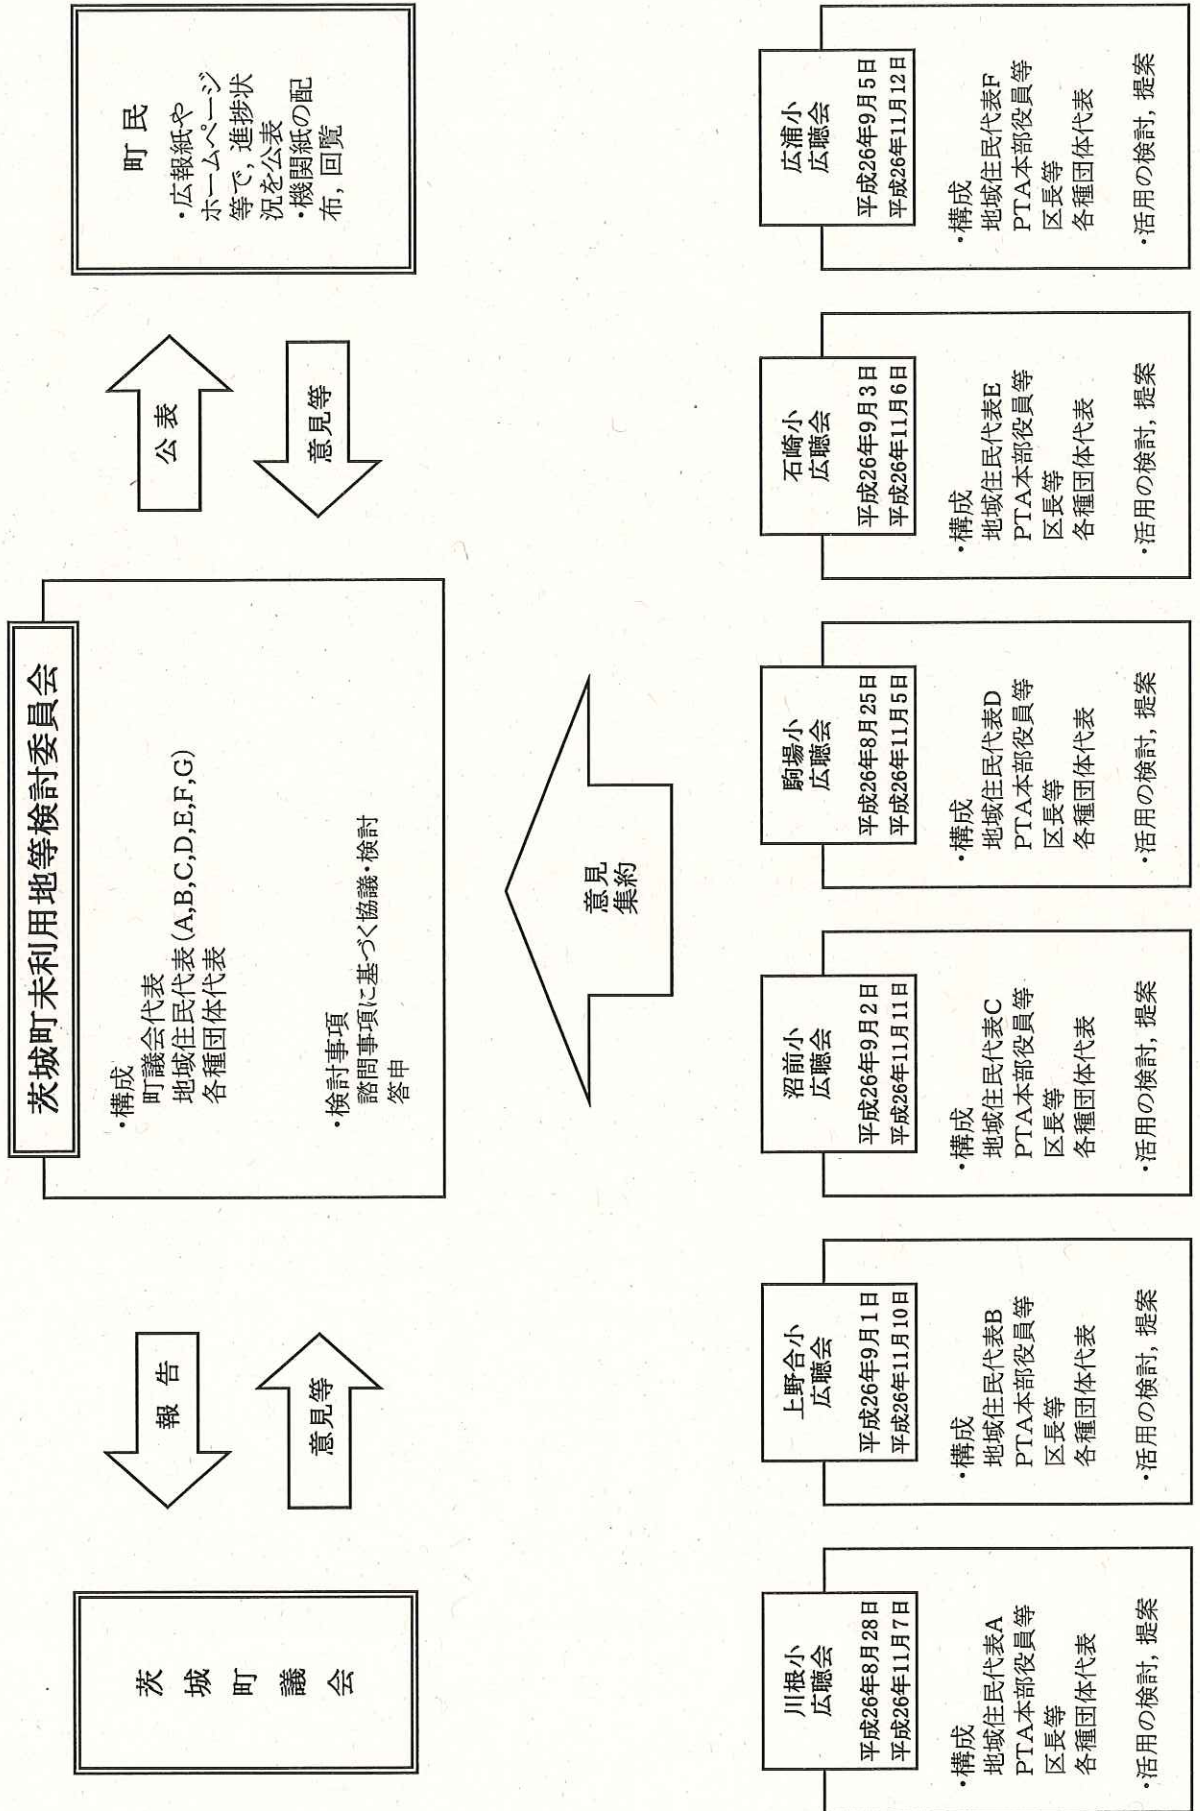 茨城町未利用地等検討委員会
・構成
町議会代表
地域住民代表(A,B,C,D,E,F,G)
各種団体代表
・検討事項
諮問事項に基づく協議・検討
答申
茨城町議会
報告
意見等
公表
意見等
町民
・広報紙や
ホームページ
等で,進捗状
況を公表
・機関紙の配
布,回覧
意見
集約
川根小
広聴会
平成26年8月28日
平成26年11月7日
・構成
地域住民代表A
PTA本部役員等
区長等
各種団体代表
・活用の検討,提案
上野合小
広聴会
平成26年9月1日
平成26年11月10日
・構成
地域住民代表B
PTA本部役員等
区長等
各種団体代表
・活用の検討,提案
沼前小
広聴会
平成26年9月2日
平成26年11月11日
・構成
地域住民代表C
PTA本部役員等
区長等
各種団体代表
・活用の検討,提案
駒場小
広聴会
平成26年8月25日
平成26年11月5日
・構成
地域住民代表D
PTA本部役員等
区長等
各種団体代表
・活用の検討,提案
石崎小
広聴会
平成26年9月3日
平成26年11月6日
・構成
地域住民代表E
PTA本部役員等
区長等
各種団体代表
・活用の検討,提案
広浦小
広聴会
平成26年9月5日
平成26年11月12日
・構成
地域住民代表F
PTA本部役員等
区長等
各種団体代表
・活用の検討,提案